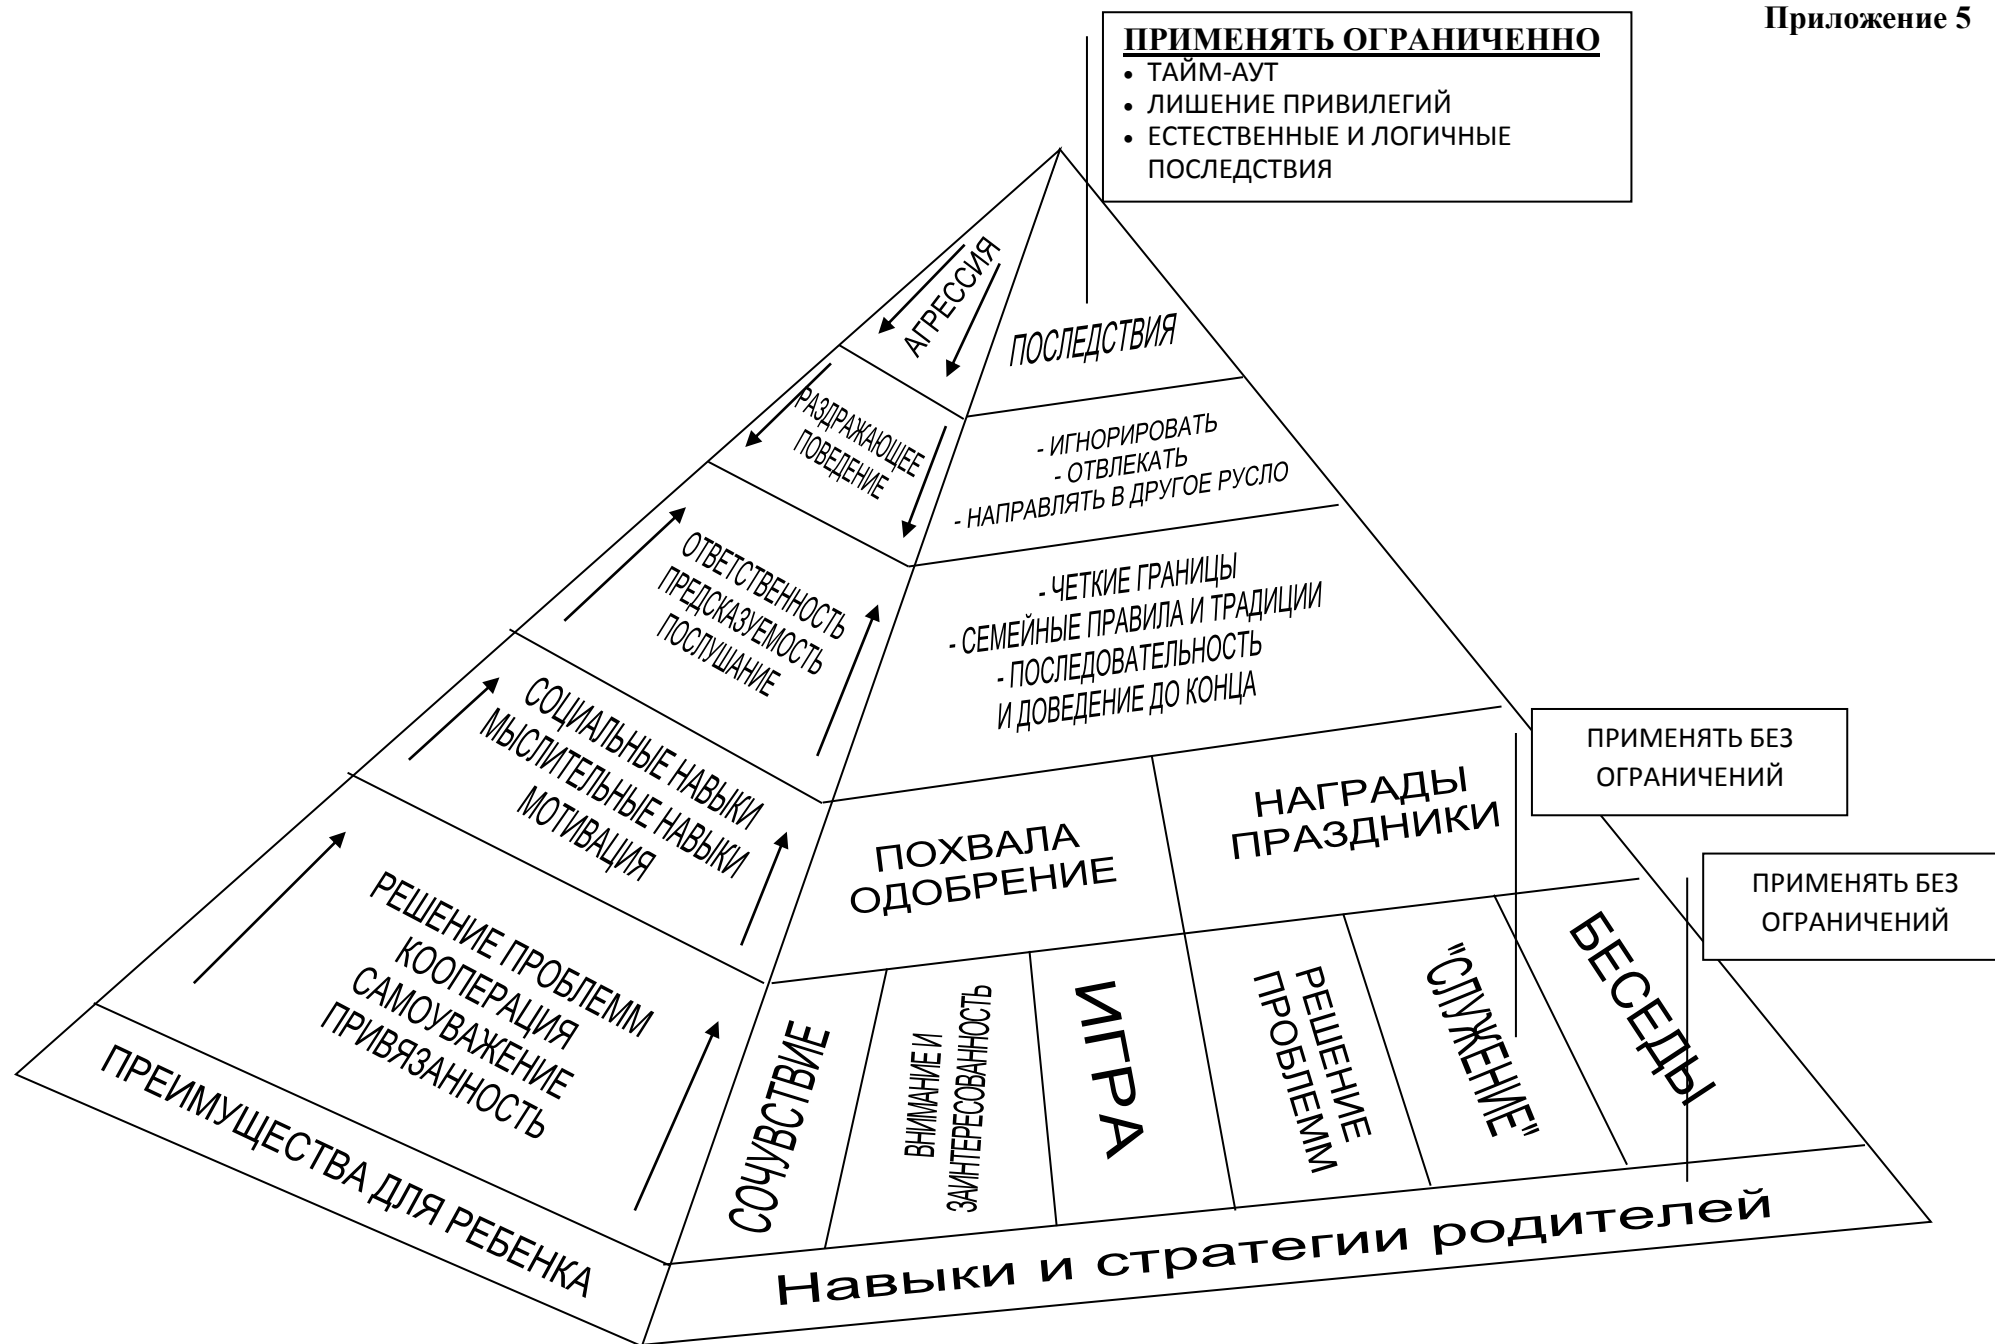 Приложение 5
ПРИМЕНЯТЬ ОГРАНИЧЕННО
• ТАЙМ-АУТ
• ЛИШЕНИЕ ПРИВИЛЕГИЙ
• ЕСТЕСТВЕННЫЕ И ЛОГИЧНЫЕ
ПОСЛЕДСТВИЯ
АГРЕССИЯ
ПОСЛЕДСТВИЯ
РАЗДРАЖАЮЩЕЕ
ПОВЕДЕНИЕ
- ИГНОРИРОВАТЬ
- ОТВЛЕКАТЬ
- НАПРАВЛЯТЬ В ДРУГОЕ РУСЛО
ОТВЕТСТВЕННОСТЬ
ПРЕДСКАЗУЕМОСТЬ
ПОСЛУШАНИЕ
- ЧЕТКИЕ ГРАНИЦЫ
- СЕМЕЙНЫЕ ПРАВИЛА И ТРАДИЦИИ
- ПОСЛЕДОВАТЕЛЬНОСТЬ
И ДОВЕДЕНИЕ ДО КОНЦА
СОЦИАЛЬНЫЕ НАВЫКИ
МЫСЛИТЕЛЬНЫЕ НАВЫКИ
МОТИВАЦИЯ
ПОХВАЛА
ОДОБРЕНИЕ
НАГРАДЫ
ПРАЗДНИКИ
ПРИМЕНЯТЬ БЕЗ
ОГРАНИЧЕНИЙ
РЕШЕНИЕ ПРОБЛЕММ
КООПЕРАЦИЯ
САМОУВАЖЕНИЕ
ПРИВЯЗАННОСТЬ
СОЧУВСТВИЕ
ВНИМАНИЕ И
ЗАИНТЕРЕСОВАННОСТЬ
ИГРА
РЕШЕНИЕ
ПРОБЛЕММ
"СЛУЖЕНИЕ"
БЕСЕДЫ
ПРИМЕНЯТЬ БЕЗ
ОГРАНИЧЕНИЙ
ПРЕИМУЩЕСТВА ДЛЯ РЕБЕНКА
Навыки и стратегии родителей